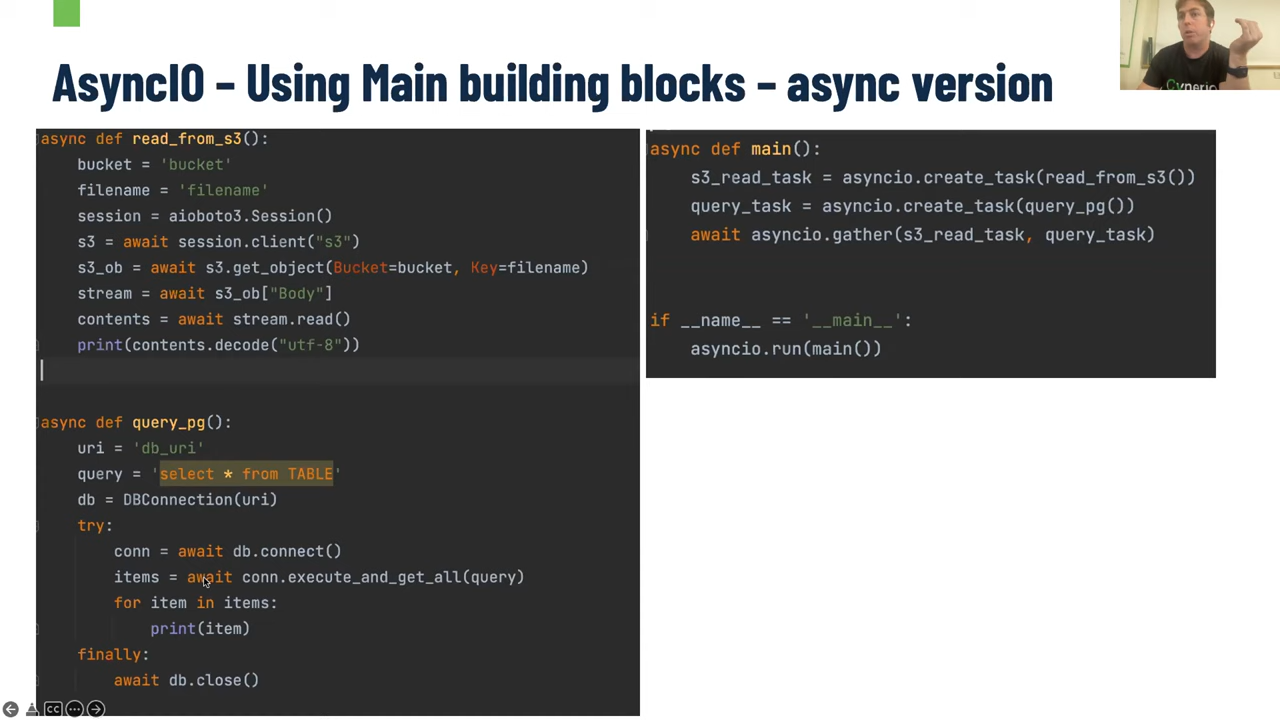 AsyncIO – Using Main building blocks – async version
Cynerio
async def read_from_s3():
bucket = 'bucket'
filename = 'filename'
session = aioboto3.Session()
s3 = await session.client("s3")
s3_ob = await s3.get_object(Bucket=bucket, Key=filename)
stream = await s3_ob["Body"]
contents = await stream.read()
print(contents.decode("utf-8"))
async def query_pg():
uri = 'db_uri'
query = 'select * from TABLE'
db = DBConnection(uri)
try:
conn = await db.connect()
items = await conn.execute_and_get_all(query)
for item in items:
print(item)
finally:
await db.close()
async def main():
s3_read_task = asyncio.create_task(read_from_s3())
query_task = asyncio.create_task(query_pg())
await asyncio.gather(s3_read_task, query_task)
if __name__ == '__main__':
asyncio.run(main())
CC